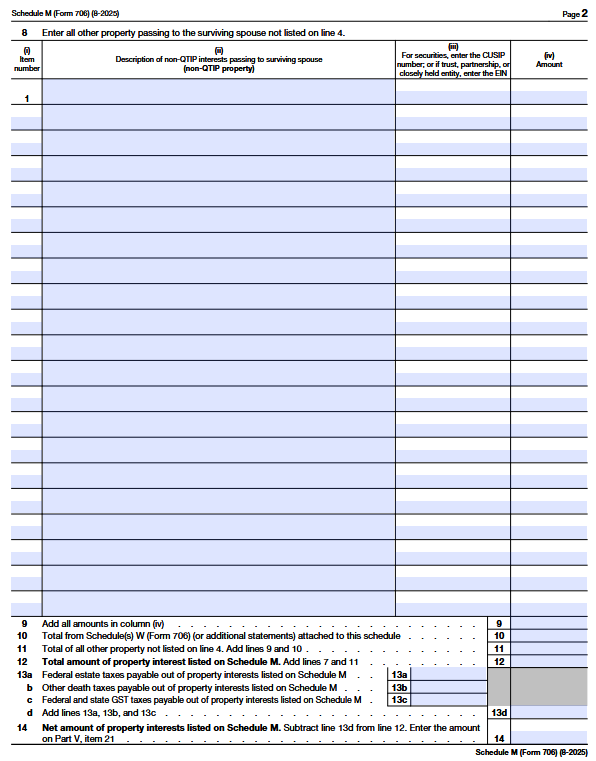 Schedule M (Form 706) (8-2025) Page 2
8 Enter all other property passing to the surviving spouse not listed on line 4.
(i) Item number
(ii) Description of non-QTIP interests passing to surviving spouse (non-QTIP property)
(iii) For securities, enter the CUSIP number; or if trust, partnership, or closely held entity, enter the EIN
(iv) Amount
1
9 Add all amounts in column (iv) . . . . . . . . . . . . . . . . . . . . . . . 9
10 Total from Schedule(s) W (Form 706) (or additional statements) attached to this schedule . . . . . . 10
11 Total of all other property not listed on line 4. Add lines 9 and 10 . . . . . . . . . . . . . 11
12 Total amount of property interest listed on Schedule M. Add lines 7 and 11 . . . . . . . . . 12
13a Federal estate taxes payable out of property interests listed on Schedule M . . 13a
b Other death taxes payable out of property interests listed on Schedule M . . . 13b
c Federal and state GST taxes payable out of property interests listed on Schedule M . 13c
d Add lines 13a, 13b, and 13c . . . . . . . . . . . . . . . . . . . . . . . 13d
14 Net amount of property interests listed on Schedule M. Subtract line 13d from line 12. Enter the amount
on Part V, item 21 . . . . . . . . . . . . . . . . . . . . . . . . . . 14
Schedule M (Form 706) (8-2025)